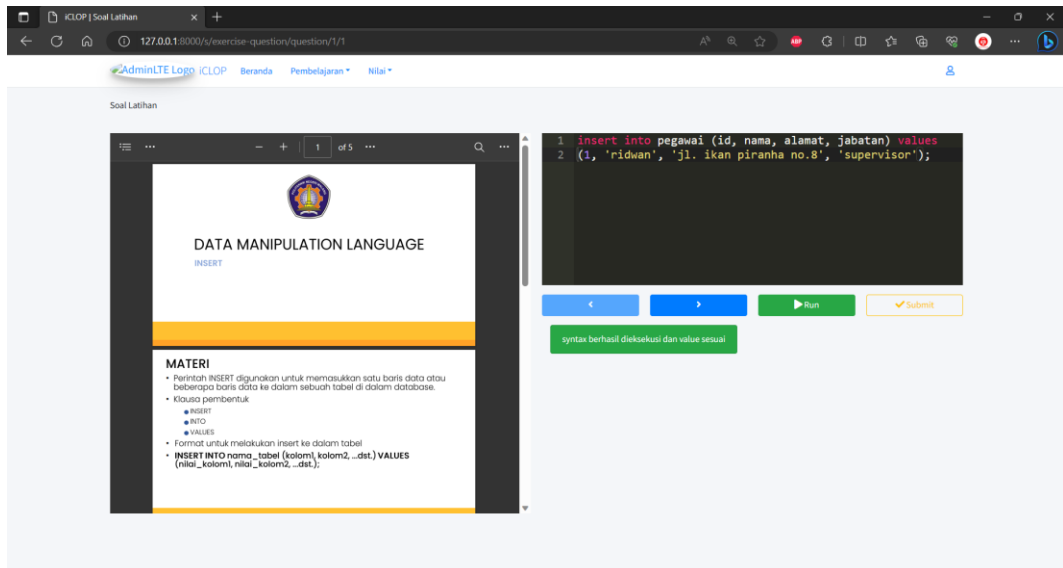 iCLOP | Soal Latihan
127.0.0.1:8000/s/exercise-question/question/1/1
AdminLTE Logo iCLOP Beranda Pembelajaran Nilai
Soal Latihan
1 of 5
DATA MANIPULATION LANGUAGE
INSERT
MATERI
• Perintah INSERT digunakan untuk memasukkan satu baris data atau
beberapa baris data ke dalam sebuah tabel di dalam database.
• Klausa pembentuk
● INSERT
● INTO
● VALUES
• Format untuk melakukan insert ke dalam tabel
• INSERT INTO nama_tabel (kolom1, kolom2, ...dst.) VALUES
(nilai_kolom1, nilai_kolom2, ...dst.);
1 insert into pegawai (id, nama, alamat, jabatan) values
2 (1, 'ridwan', 'jl. ikan piranha no.8', 'supervisor');
Run Submit
syntax berhasil dieksekusi dan value sesuai